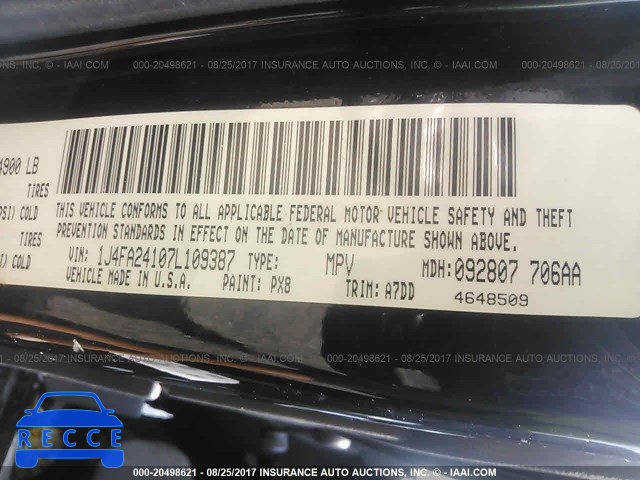 000-20498621 - 08/25/2017 INSURANCE AUTO AUCTIONS, INC. - © IAAI.COM
4900 LB
TIRES
PSI) COLD
TIRES
I) COLD
THIS VEHICLE CONFORMS TO ALL APPLICABLE FEDERAL MOTOR VEHICLE SAFETY AND THEFT
PREVENTION STANDARDS IN EFFECT ON THE DATE OF MANUFACTURE SHOWN ABOVE.
VIN: 1J4FA24107L109387 TYPE: MPV MDH: 092807 706AA
VEHICLE MADE IN U.S.A. PAINT: PX8 TRIM: A7DD 4648509
000-20498621 - 08/25/2017 INSURANCE AUTO AUCTIONS, INC. - © IAAI.COM
RECCE
000-20498621 - 08/25/2017 INSURANCE AUTO AUCTIONS, INC. - © IAAI.COM